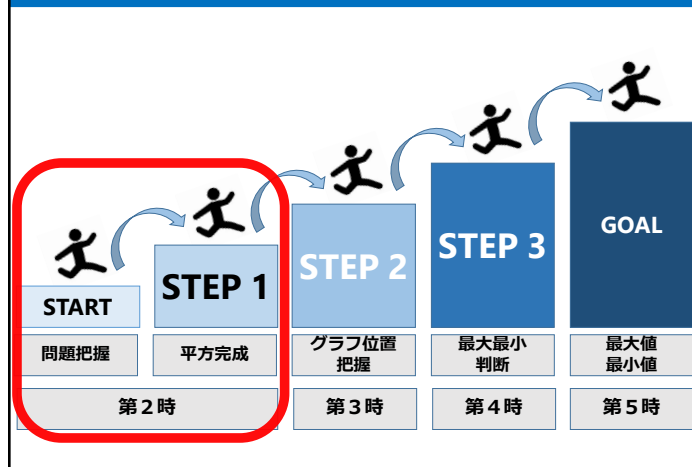 START
STEP 1
STEP 2
STEP 3
GOAL
問題把握
平方完成
グラフ位置
把握
最大最小
判断
最大値
最小値
第２時
第３時
第４時
第５時